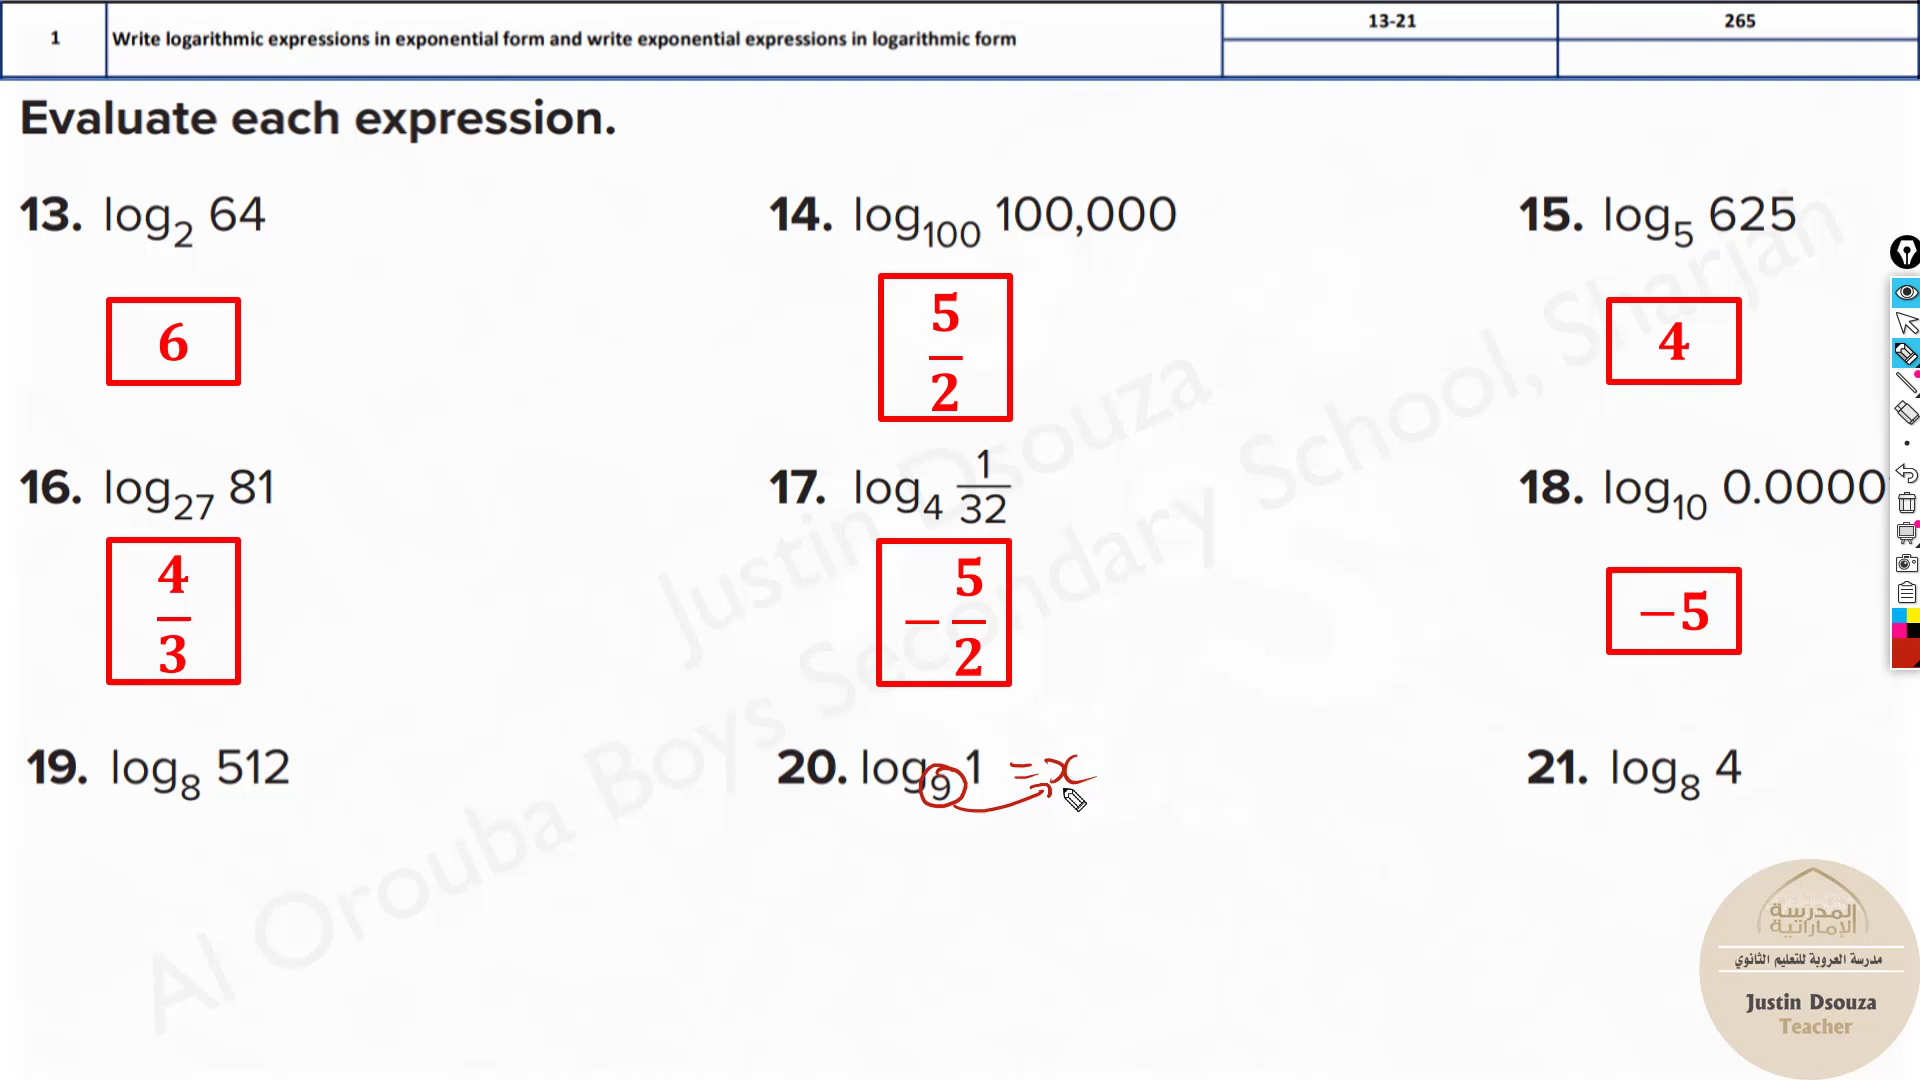 1 Write logarithmic expressions in exponential form and write exponential expressions in logarithmic form 13-21 265
Evaluate each expression.
13. log₂ 64
14. log₁₀₀ 100,000
15. log₅ 625
6
5/2
4
16. log₂₇ 81
17. log₄ 1/32
18. log₁₀ 0.0000
4/3
−5/2
−5
19. log₈ 512
20. log₉ 1 = x
21. log₈ 4
Justin Dsouza
Al Orouba Boys Secondary School, Sharjah
المدرسة
الإماراتية
مدرسة العروبة للتعليم الثانوي
Justin Dsouza
Teacher